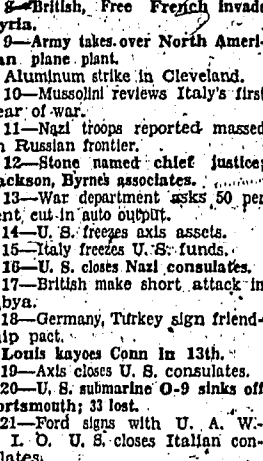 8—British, Free French invade
yria.
9—Army takes over North Ameri-
an plane plant.
Aluminum strike in Cleveland.
10—Mussolini reviews Italy's first
ear of war.
11—Nazi troops reported massed
n Russian frontier.
12—Stone named chief justice;
ackson, Byrnes associates.
13—War department asks 50 per
ent cut in auto output.
14—U. S. freezes axis assets.
15—Italy freezes U. S. funds.
16—U. S. closes Nazi consulates.
17—British make short attack in
ibya.
18—Germany, Turkey sign friend-
hip pact.
Louis kayoes Conn in 13th.
19—Axis closes U. S. consulates.
20—U. S. submarine O-9 sinks off
ortsmouth; 33 lost.
21—Ford signs with U. A. W.-
I. O. U. S. closes Italian con-
lates.